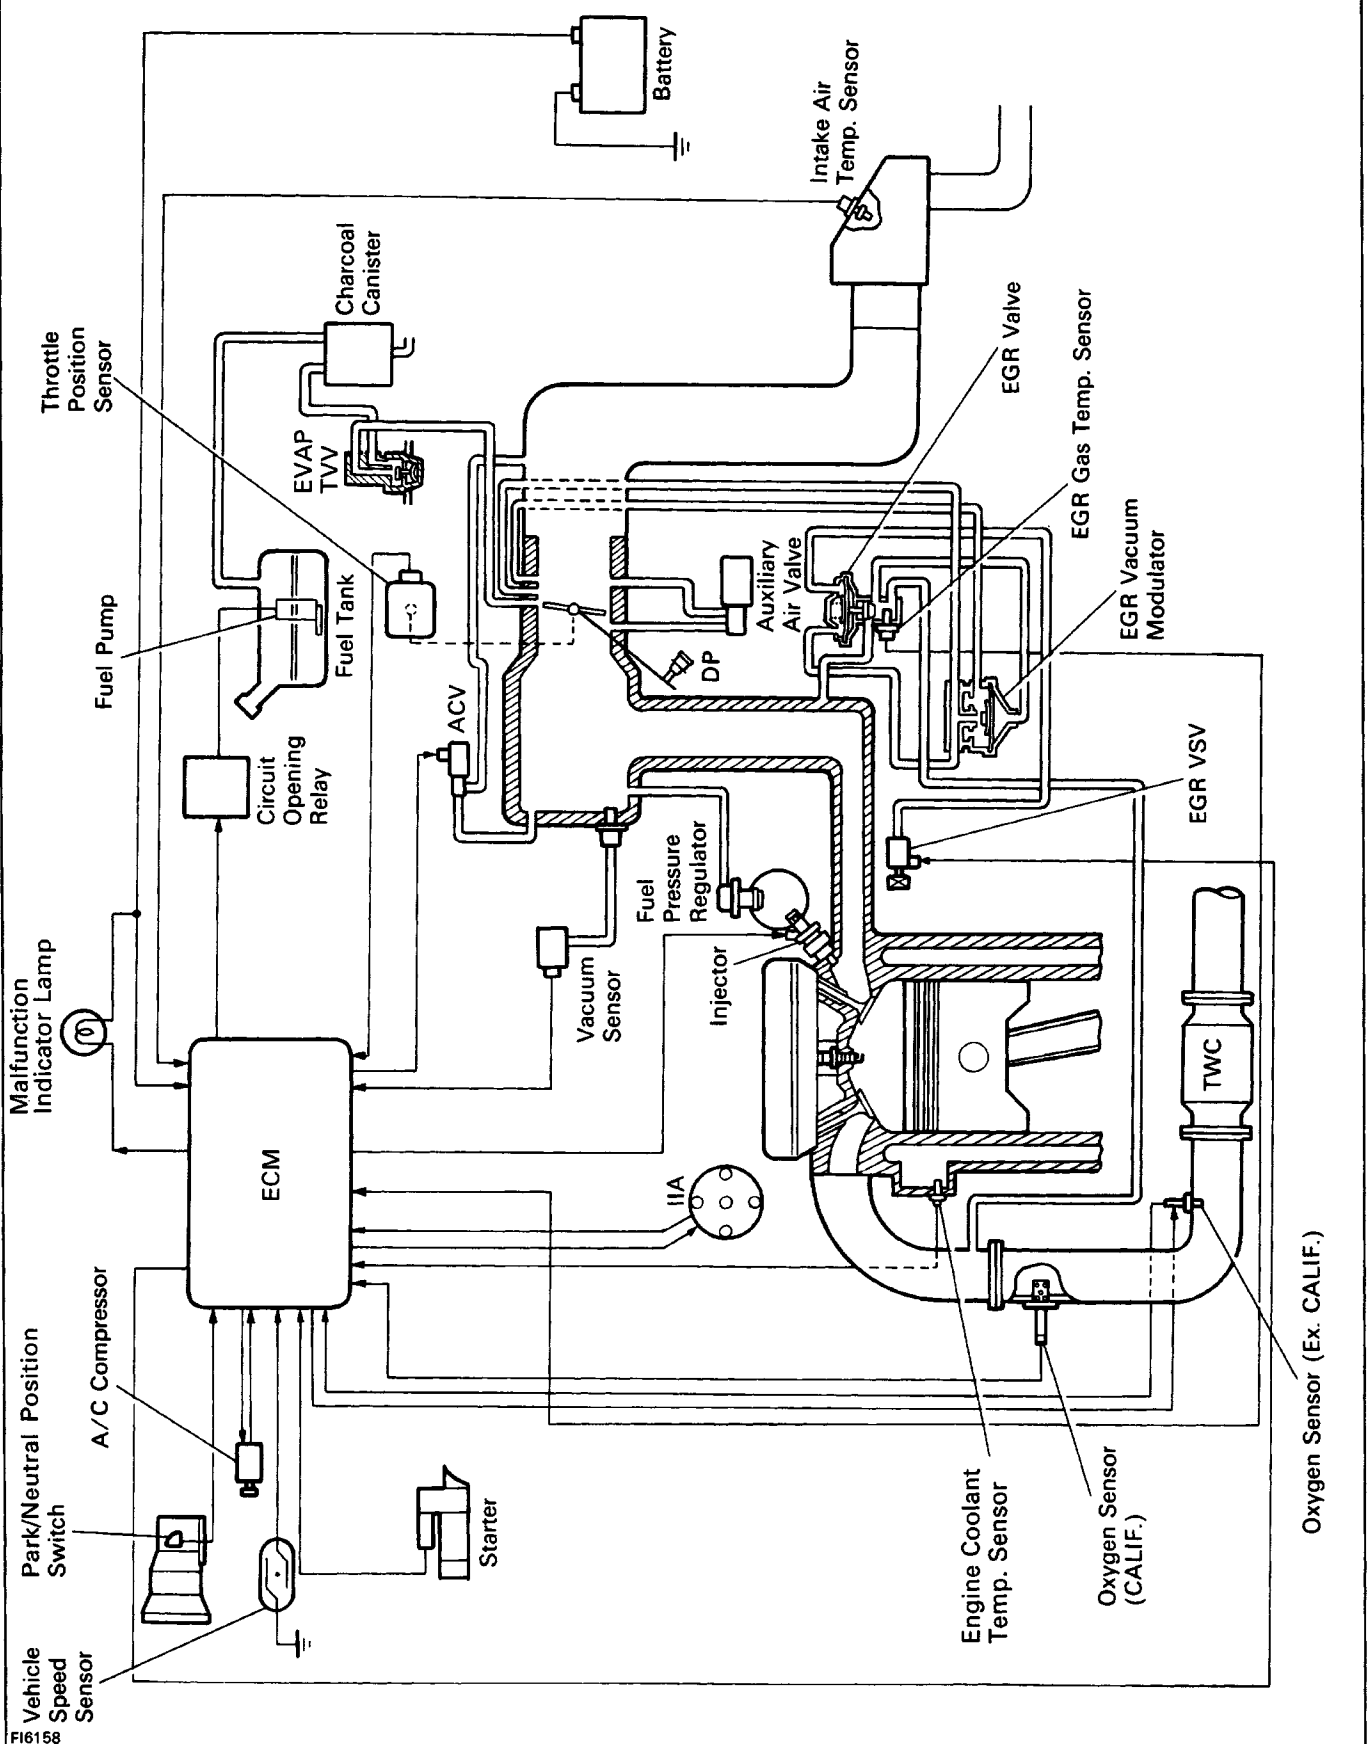 Malfunction
Indicator Lamp
Fuel Pump
Throttle
Position
Sensor
Park/Neutral Position
Switch
A/C Compressor
Vehicle
Speed
Sensor
ECM
Circuit
Opening
Relay
Fuel Tank
EVAP
TVV
Charcoal
Canister
Battery
Starter
IIA
Vacuum
Sensor
ACV
Fuel
Pressure
Regulator
Injector
DP
Auxiliary
Air Valve
Intake Air
Temp. Sensor
EGR Valve
EGR Gas Temp. Sensor
EGR Vacuum
Modulator
EGR VSV
TWC
Engine Coolant
Temp. Sensor
Oxygen Sensor
(CALIF.)
Oxygen Sensor (Ex. CALIF.)
FI6158